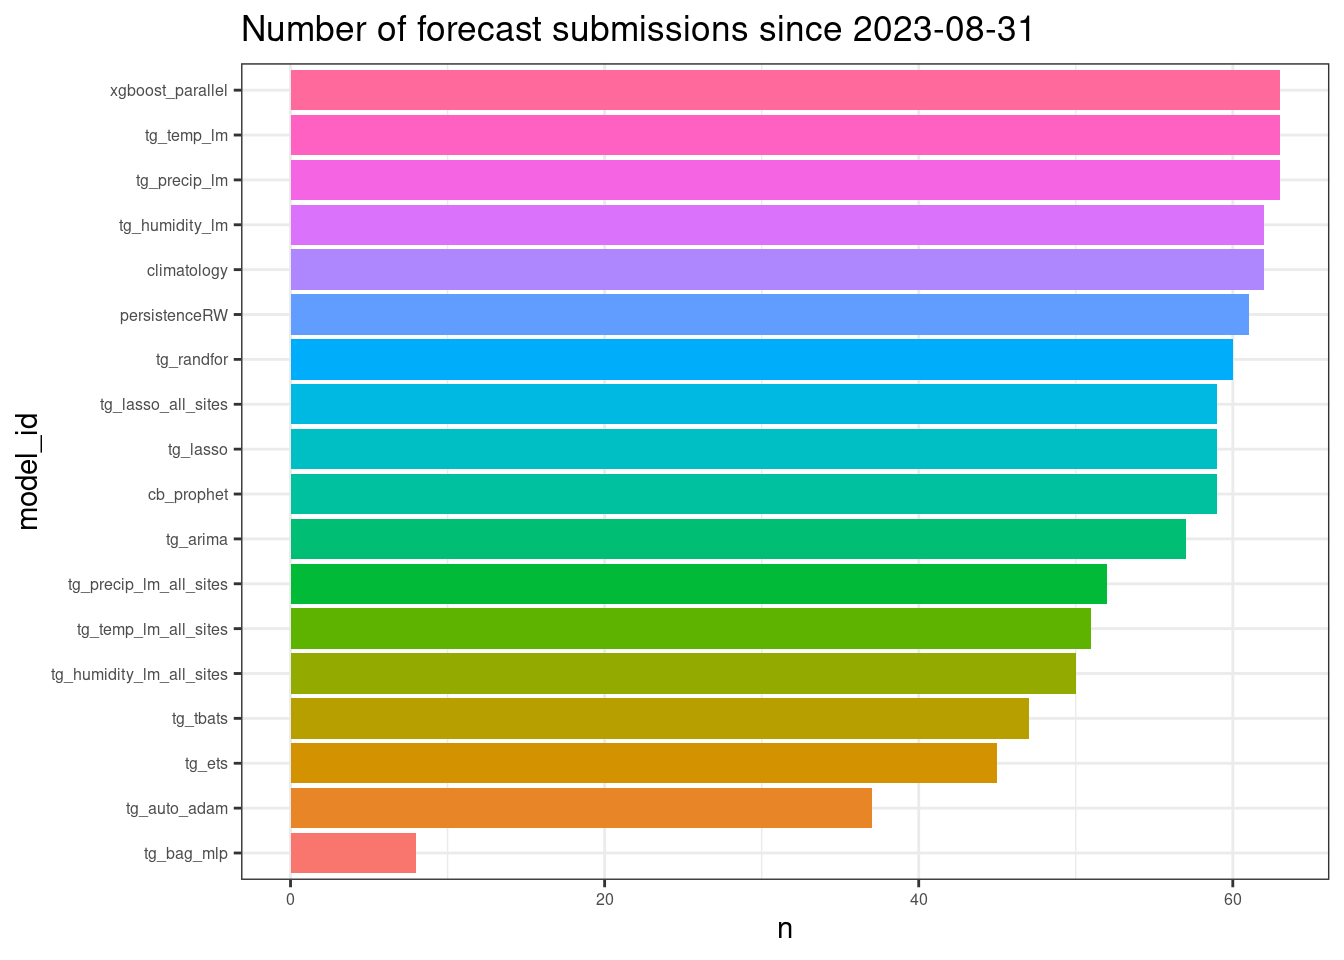 Number of forecast submissions since 2023-08-31
xgboost_parallel
tg_temp_lm
tg_precip_lm
tg_humidity_lm
climatology
persistenceRW
tg_randfor
tg_lasso_all_sites
tg_lasso
cb_prophet
tg_arima
tg_precip_lm_all_sites
tg_temp_lm_all_sites
tg_humidity_lm_all_sites
tg_tbats
tg_ets
tg_auto_adam
tg_bag_mlp
model_id
0 20 40 60
n